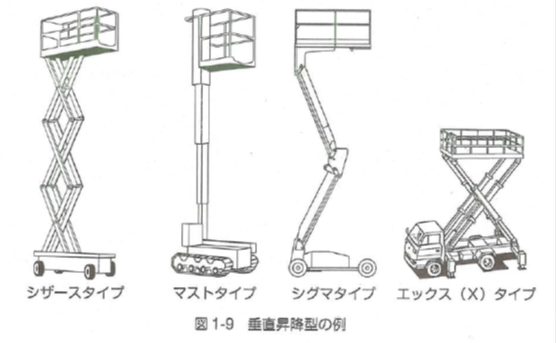 シザースタイプ
マストタイプ
シグマタイプ
エックス（X）タイプ
図1-9 垂直昇降型の例